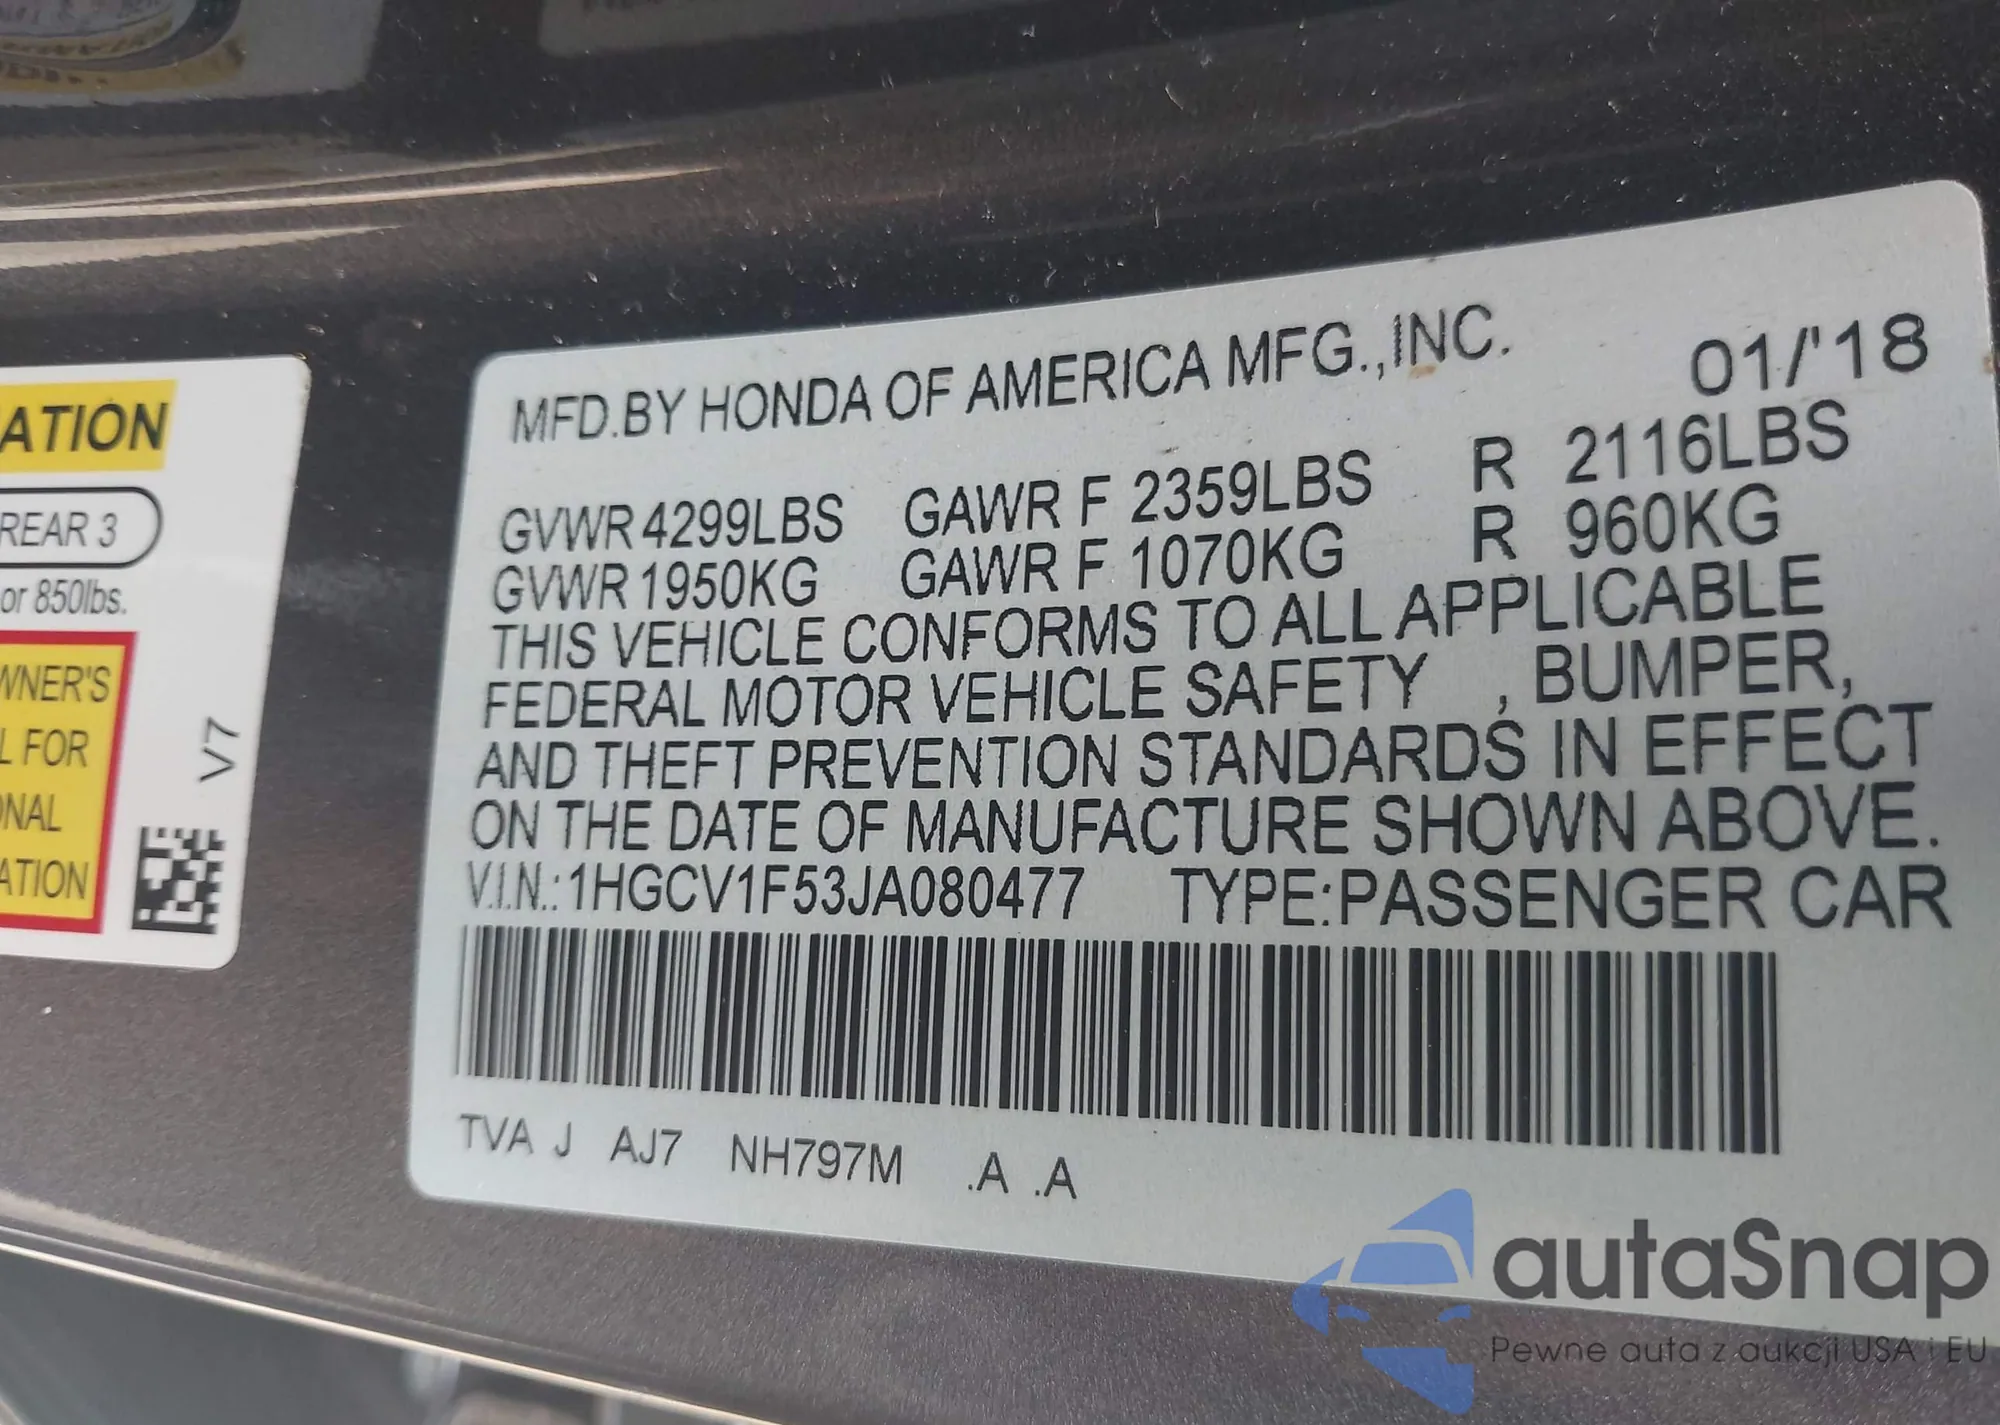 ATION
REAR 3
or 850lbs.
WNER'S
L FOR
ONAL
ATION
V7
MFD.BY HONDA OF AMERICA MFG.,INC. 01/'18
GVWR 4299LBS GAWR F 2359LBS R 2116LBS
GVWR 1950KG GAWR F 1070KG R 960KG
THIS VEHICLE CONFORMS TO ALL APPLICABLE
FEDERAL MOTOR VEHICLE SAFETY , BUMPER,
AND THEFT PREVENTION STANDARDS IN EFFECT
ON THE DATE OF MANUFACTURE SHOWN ABOVE.
V.I.N.:1HGCV1F53JA080477 TYPE:PASSENGER CAR
TVA J AJ7 NH797M .A .A
autaSnap
Pewne auta z aukcji USA i EU